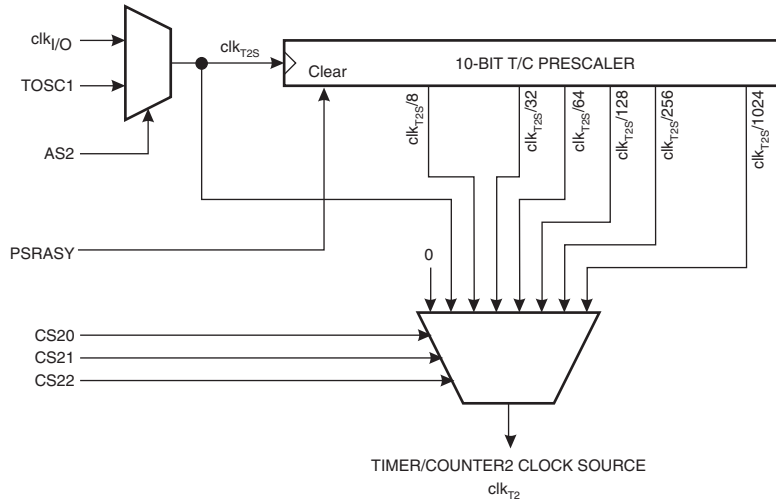 clkI/O
TOSC1
AS2
PSRASY
clkT2S
Clear
10-BIT T/C PRESCALER
clkT2S/8
clkT2S/32
clkT2S/64
clkT2S/128
clkT2S/256
clkT2S/1024
0
CS20
CS21
CS22
TIMER/COUNTER2 CLOCK SOURCE
clkT2